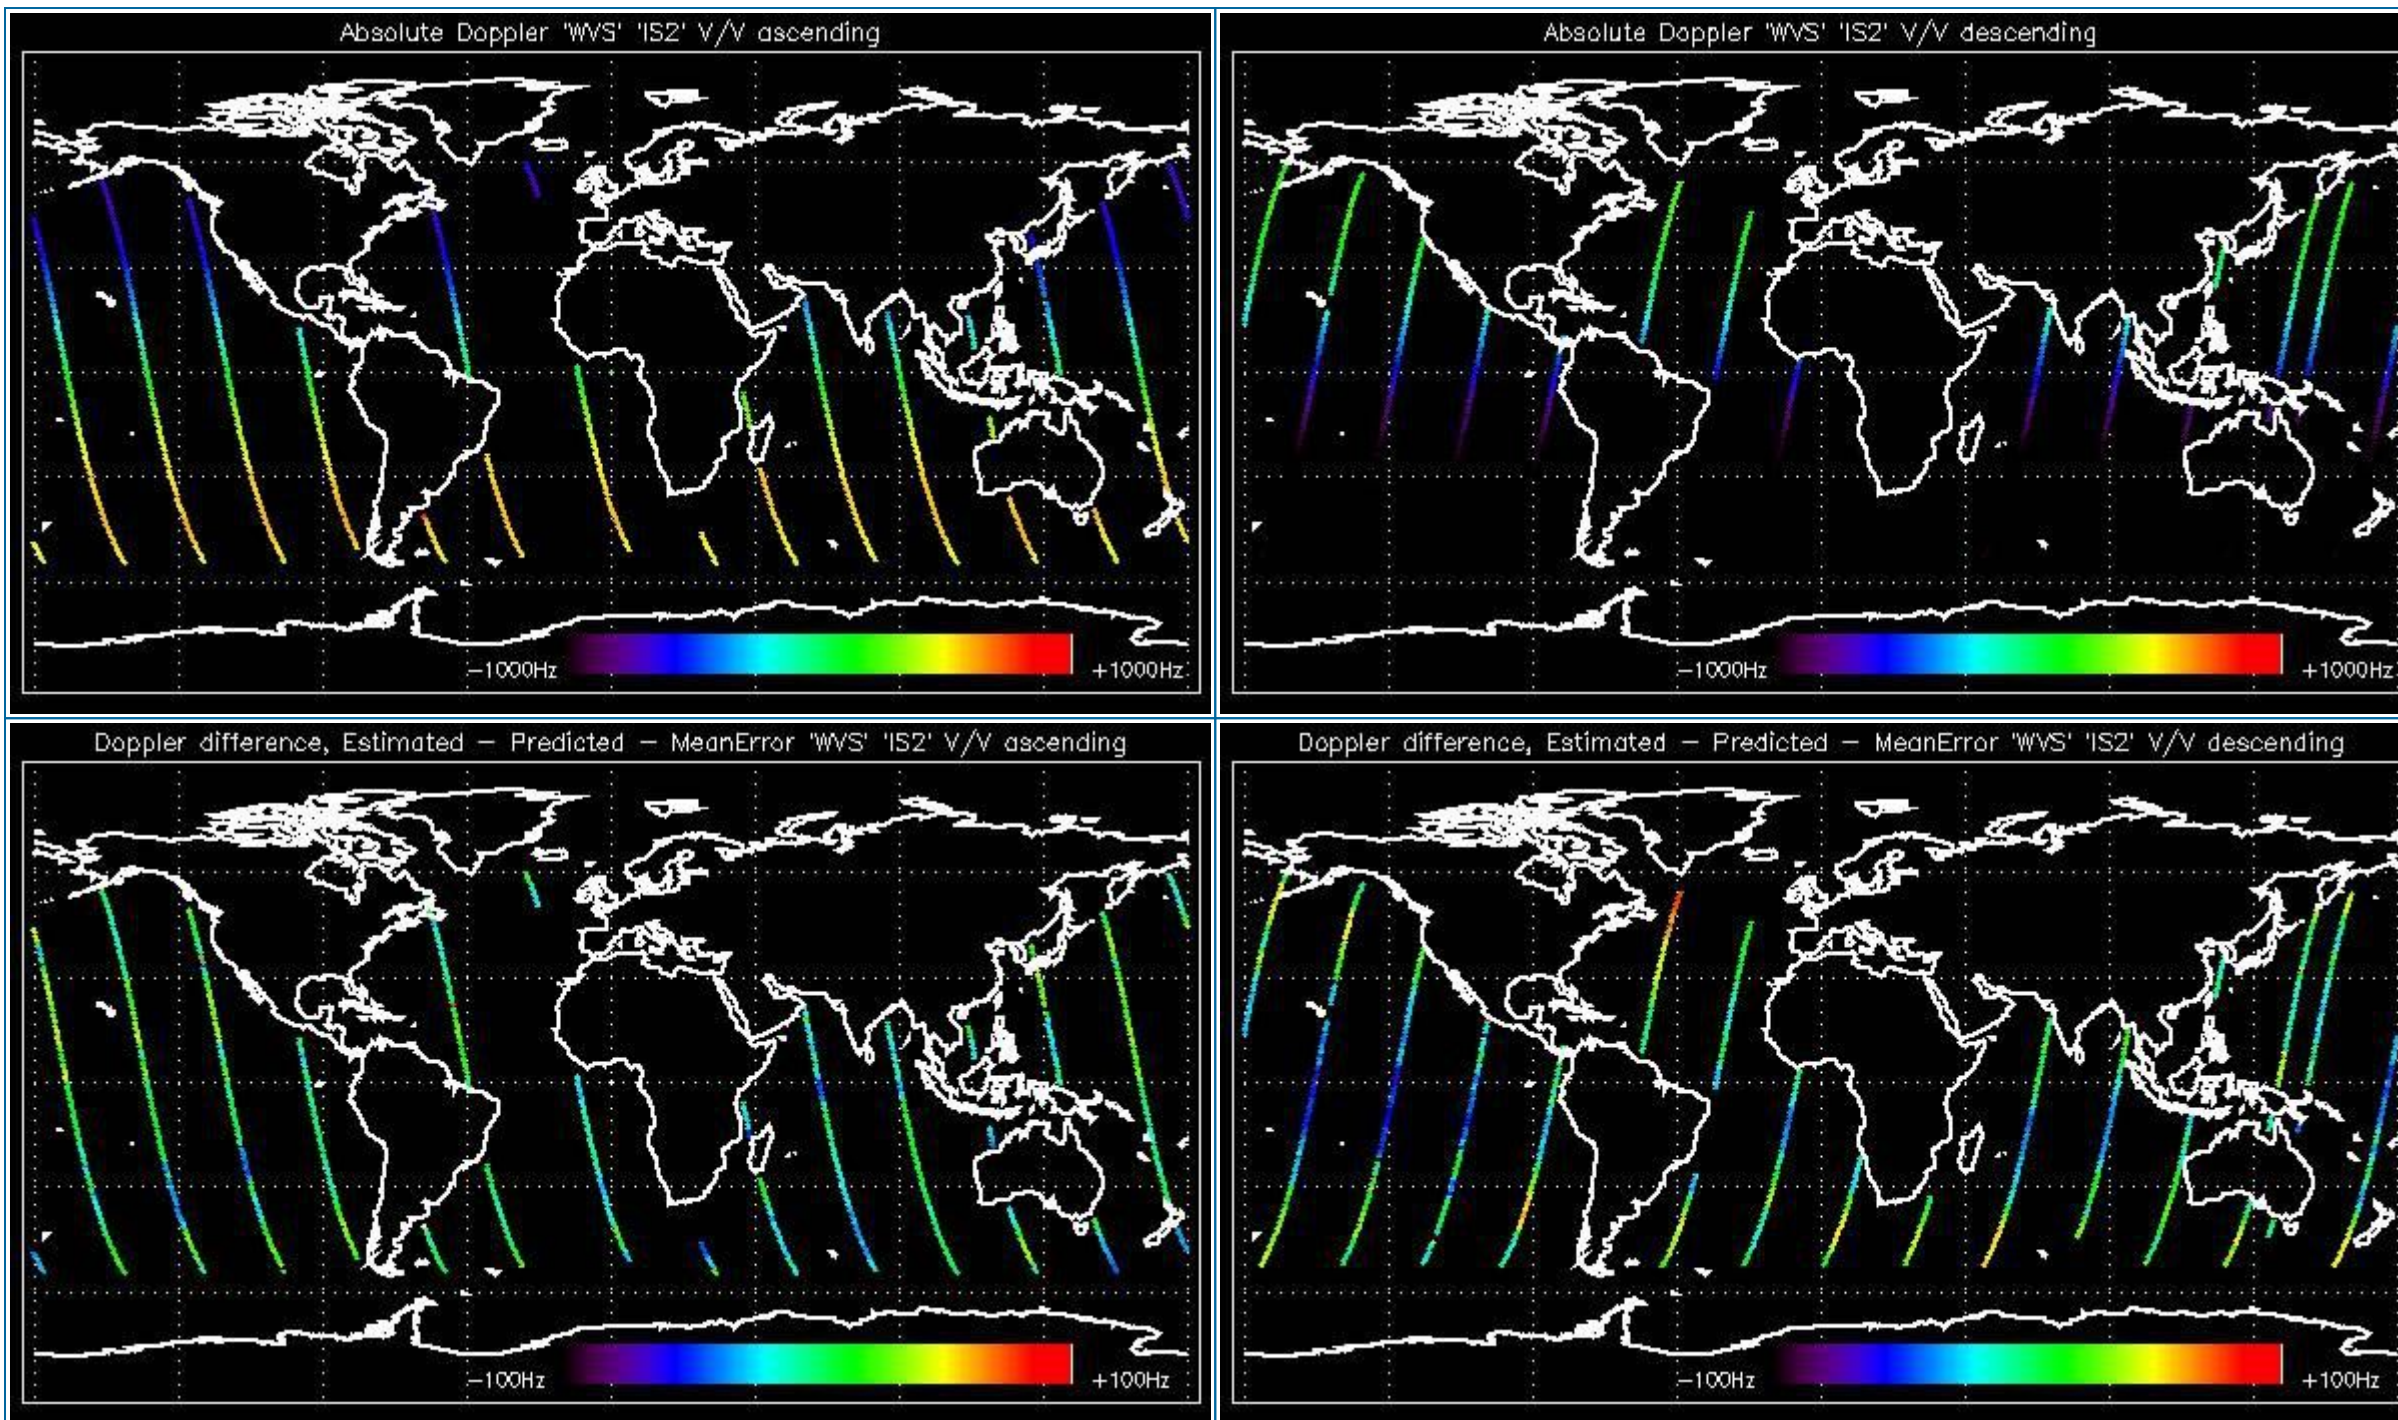 Absolute Doppler 'WVS' 'IS2' V/V ascending
-1000Hz
+1000Hz
Absolute Doppler 'WVS' 'IS2' V/V descending
-1000Hz
+1000Hz
Doppler difference, Estimated - Predicted - MeanError 'WVS' 'IS2' V/V ascending
-100Hz
+100Hz
Doppler difference, Estimated - Predicted - MeanError 'WVS' 'IS2' V/V descending
-100Hz
+100Hz